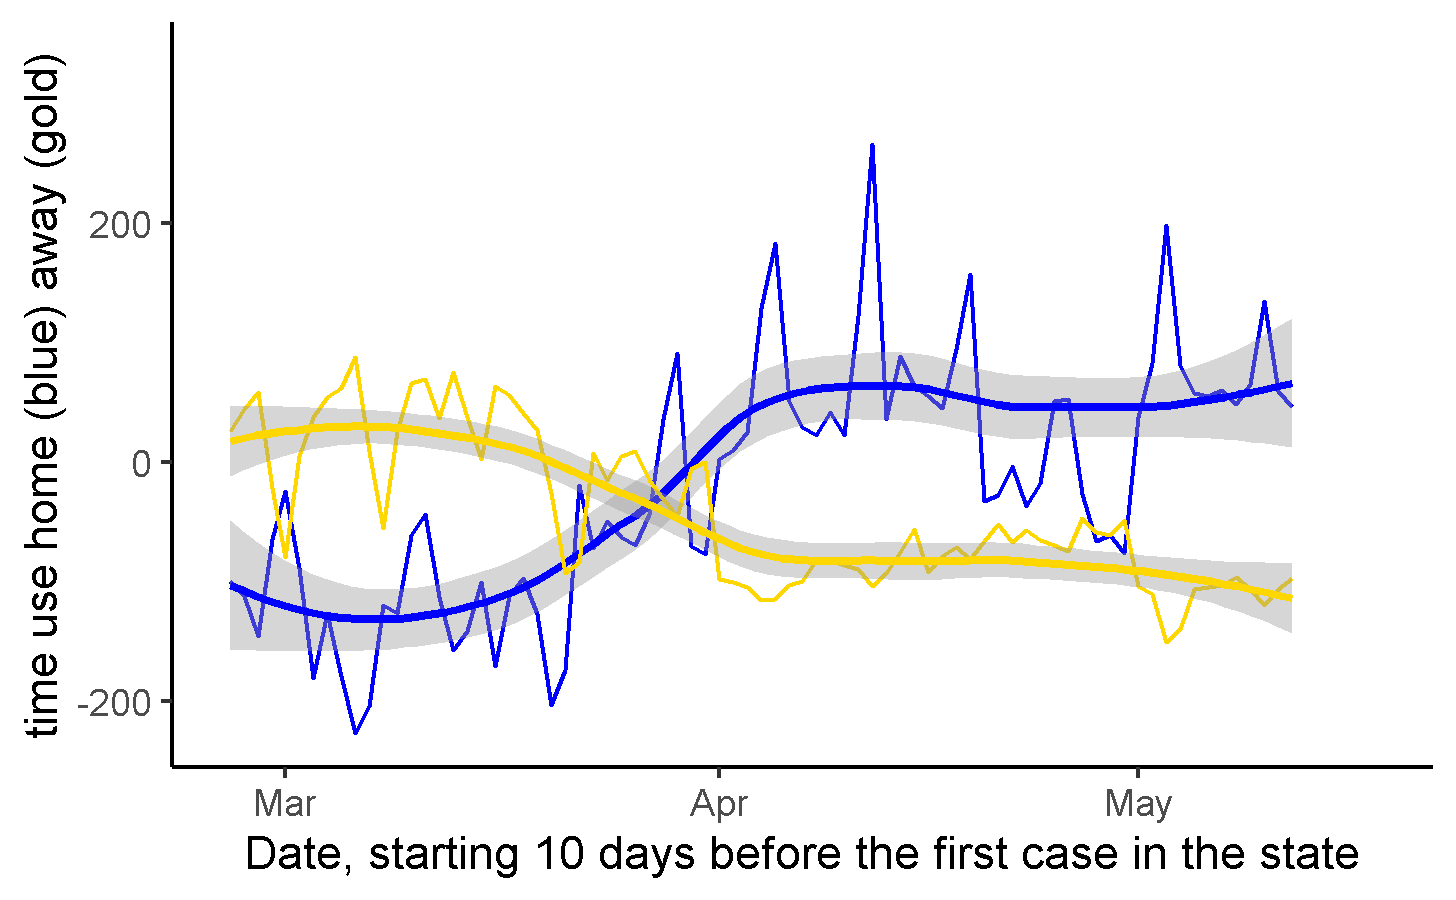 time use home (blue) away (gold)
200
0
-200
Mar
Apr
May
Date, starting 10 days before the first case in the state